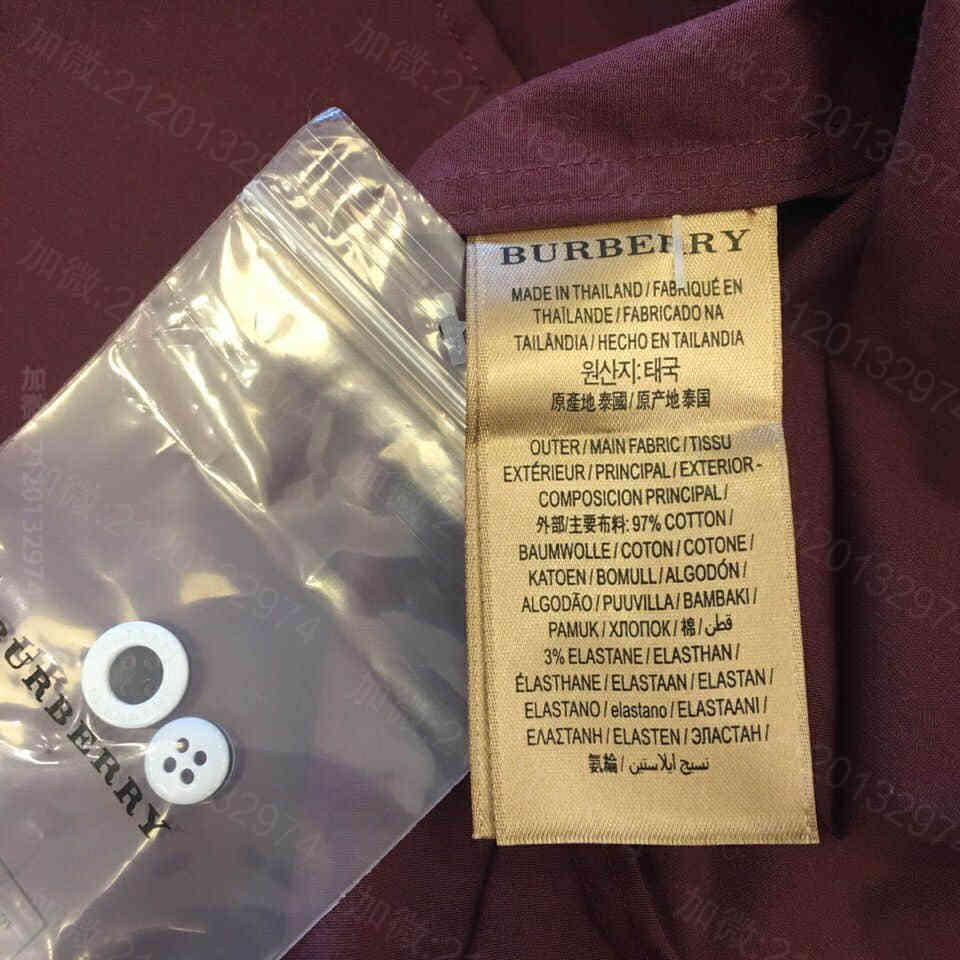 BURBERRY
MADE IN THAILAND / FABRIQUÉ EN
THAÏLANDE / FABRICADO NA
TAILÂNDIA / HECHO EN TAILANDIA
원산지: 태국
原產地 泰國 / 原产地 泰国
OUTER / MAIN FABRIC / TISSU
EXTÉRIEUR / PRINCIPAL / EXTERIOR -
COMPOSICION PRINCIPAL /
外部/主要布料: 97% COTTON /
BAUMWOLLE / COTON / COTONE /
KATOEN / BOMULL / ALGODÓN /
ALGODÃO / PUUVILLA / BAMBAKI /
PAMUK / ХЛОПОК / 棉 / قطن
3% ELASTANE / ELASTHAN /
ÉLASTHANE / ELASTAAN / ELASTAN /
ELASTANO / elastano / ELASTAANI /
ΕΛΑΣΤΑΝΗ / ELASTEN / ЭЛАСТАН /
氨綸 / نسيج ايلاستين
BURBERRY
加微:2120132974